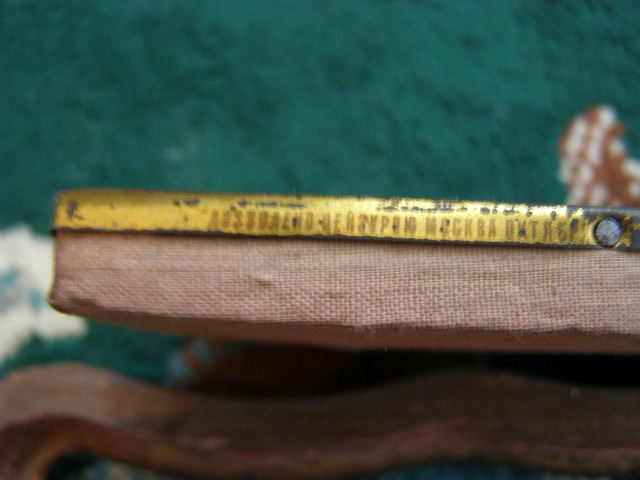 ДОЗВОЛЕНО ЦЕНЗУРОЮ МОСКВА